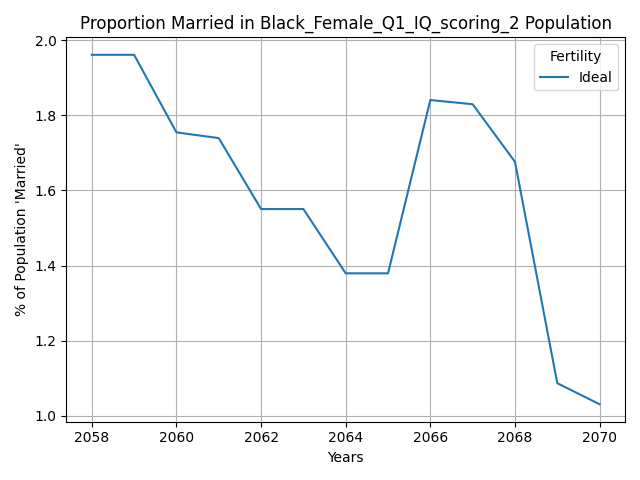 Proportion Married in Black_Female_Q1_IQ_scoring_2 Population
2.0
1.8
1.6
1.4
1.2
1.0
% of Population 'Married'
Fertility
Ideal
2058 2060 2062 2064 2066 2068 2070
Years